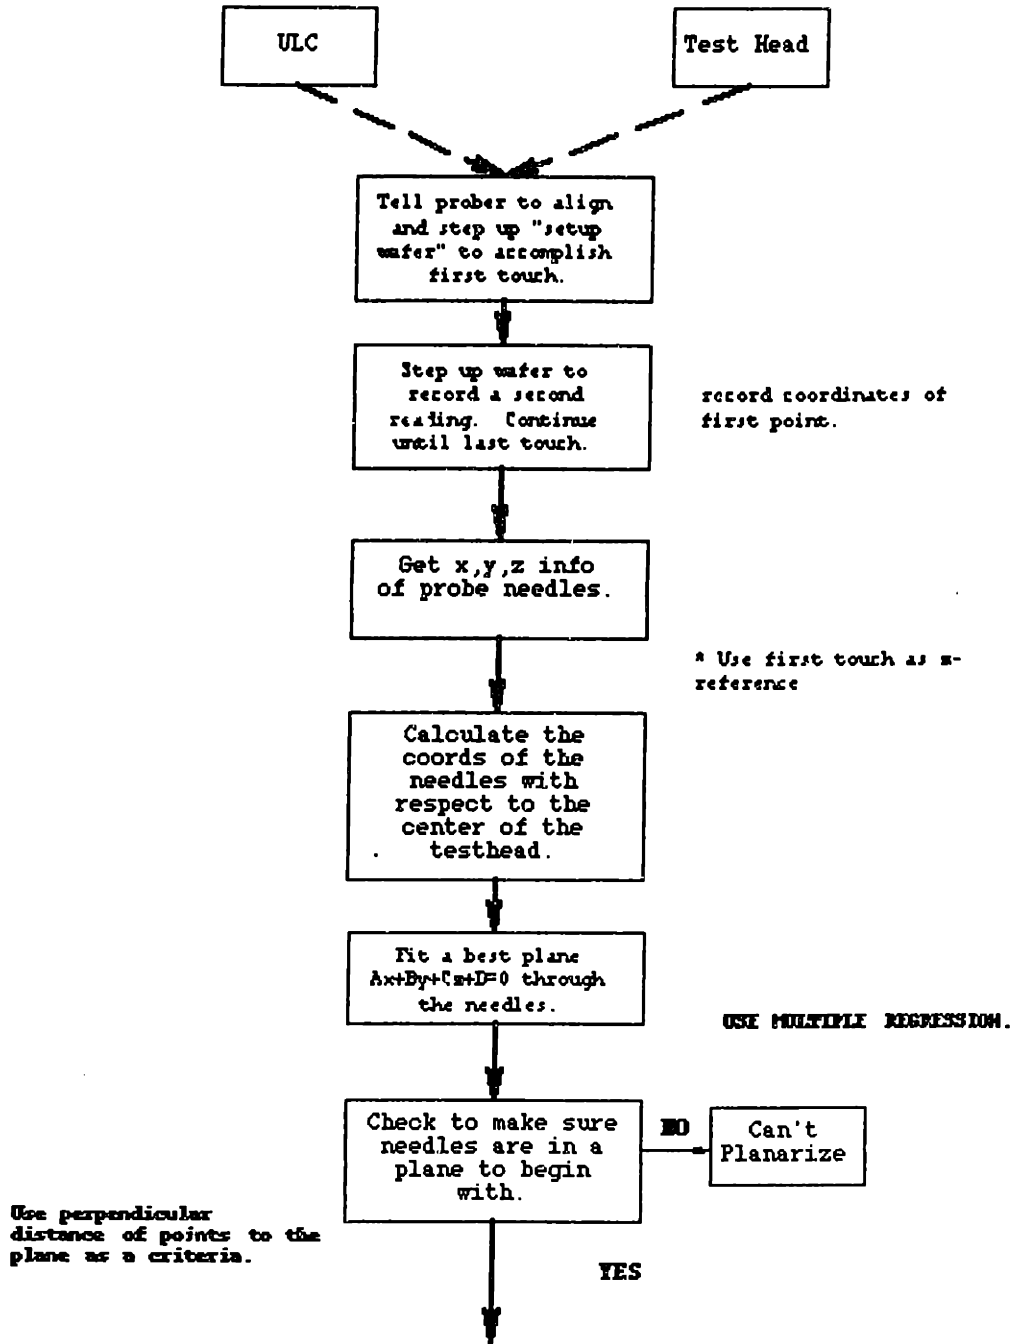 ULC
Test Head
Tell prober to align
and step up "setup
wafer" to accomplish
first touch.
Step up wafer to
record a second
reading. Continue
until last touch.
record coordinates of
first point.
Get x,y,z info
of probe needles.
* Use first touch as z-
reference
Calculate the
coords of the
needles with
respect to the
center of the
testhead.
Fit a best plane
Ax+By+Cz+D=0 through
the needles.
USE MULTIPLE REGRESSION.
Check to make sure
needles are in a
plane to begin
with.
NO
Can't
Planarize
Use perpendicular
distance of points to the
plane as a criteria.
YES